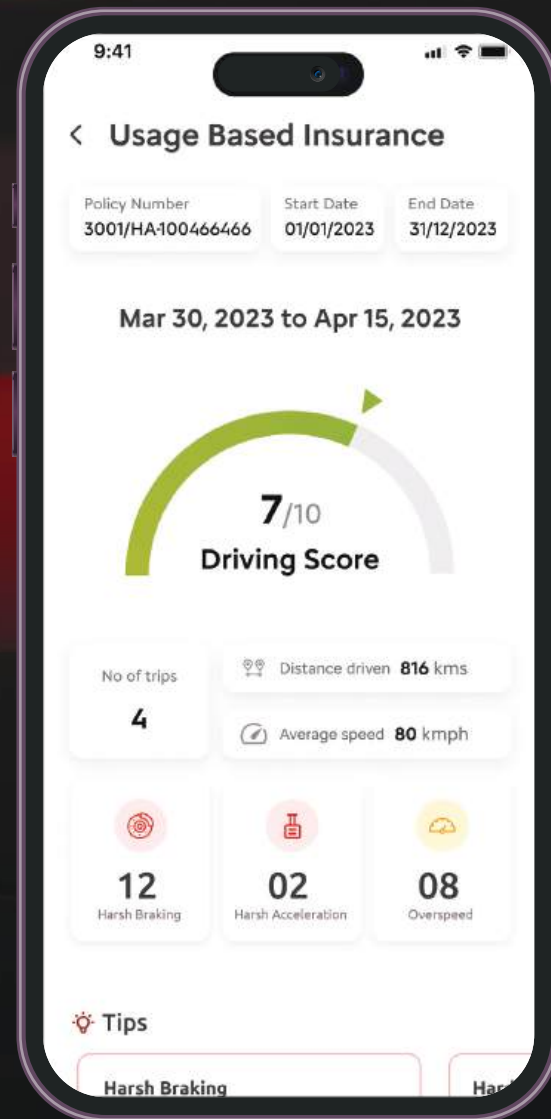 9:41
Usage Based Insurance
Policy Number
3001/HA-100466466
Start Date
01/01/2023
End Date
31/12/2023
Mar 30, 2023 to Apr 15, 2023
7/10
Driving Score
No of trips
4
Distance driven 816 kms
Average speed 80 kmph
12
Harsh Braking
02
Harsh Acceleration
08
Overspeed
Tips
Harsh Braking